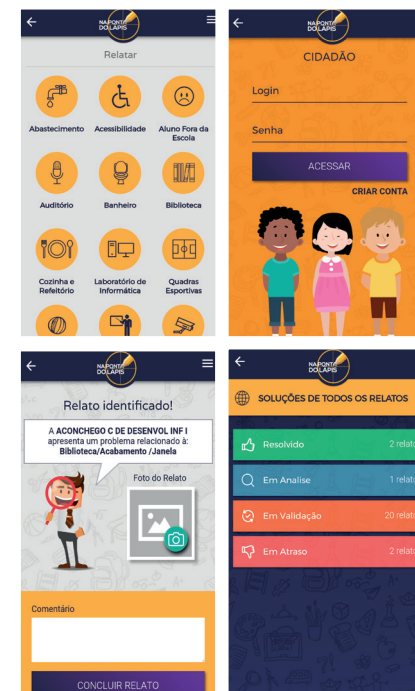 NA PONTA
DO LÁPIS
Relatar
Abastecimento
Acessibilidade
Aluno Fora da
Escola
Auditório
Banheiro
Biblioteca
Cozinha e
Refeitório
Laboratório de
Informática
Quadras
Esportivas
NA PONTA
DO LÁPIS
CIDADÃO
Login
Senha
ACESSAR
CRIAR CONTA
NA PONTA
DO LÁPIS
Relato identificado!
A ACONCHEGO C DE DESENVOL INF I
apresenta um problema relacionado à:
Biblioteca/Acabamento /Janela
Foto do Relato
Comentário
CONCLUIR RELATO
NA PONTA
DO LÁPIS
SOLUÇÕES DE TODOS OS RELATOS
Resolvido 2 relato
Em Analise 1 relato
Em Validação 20 relato
Em Atraso 2 relato